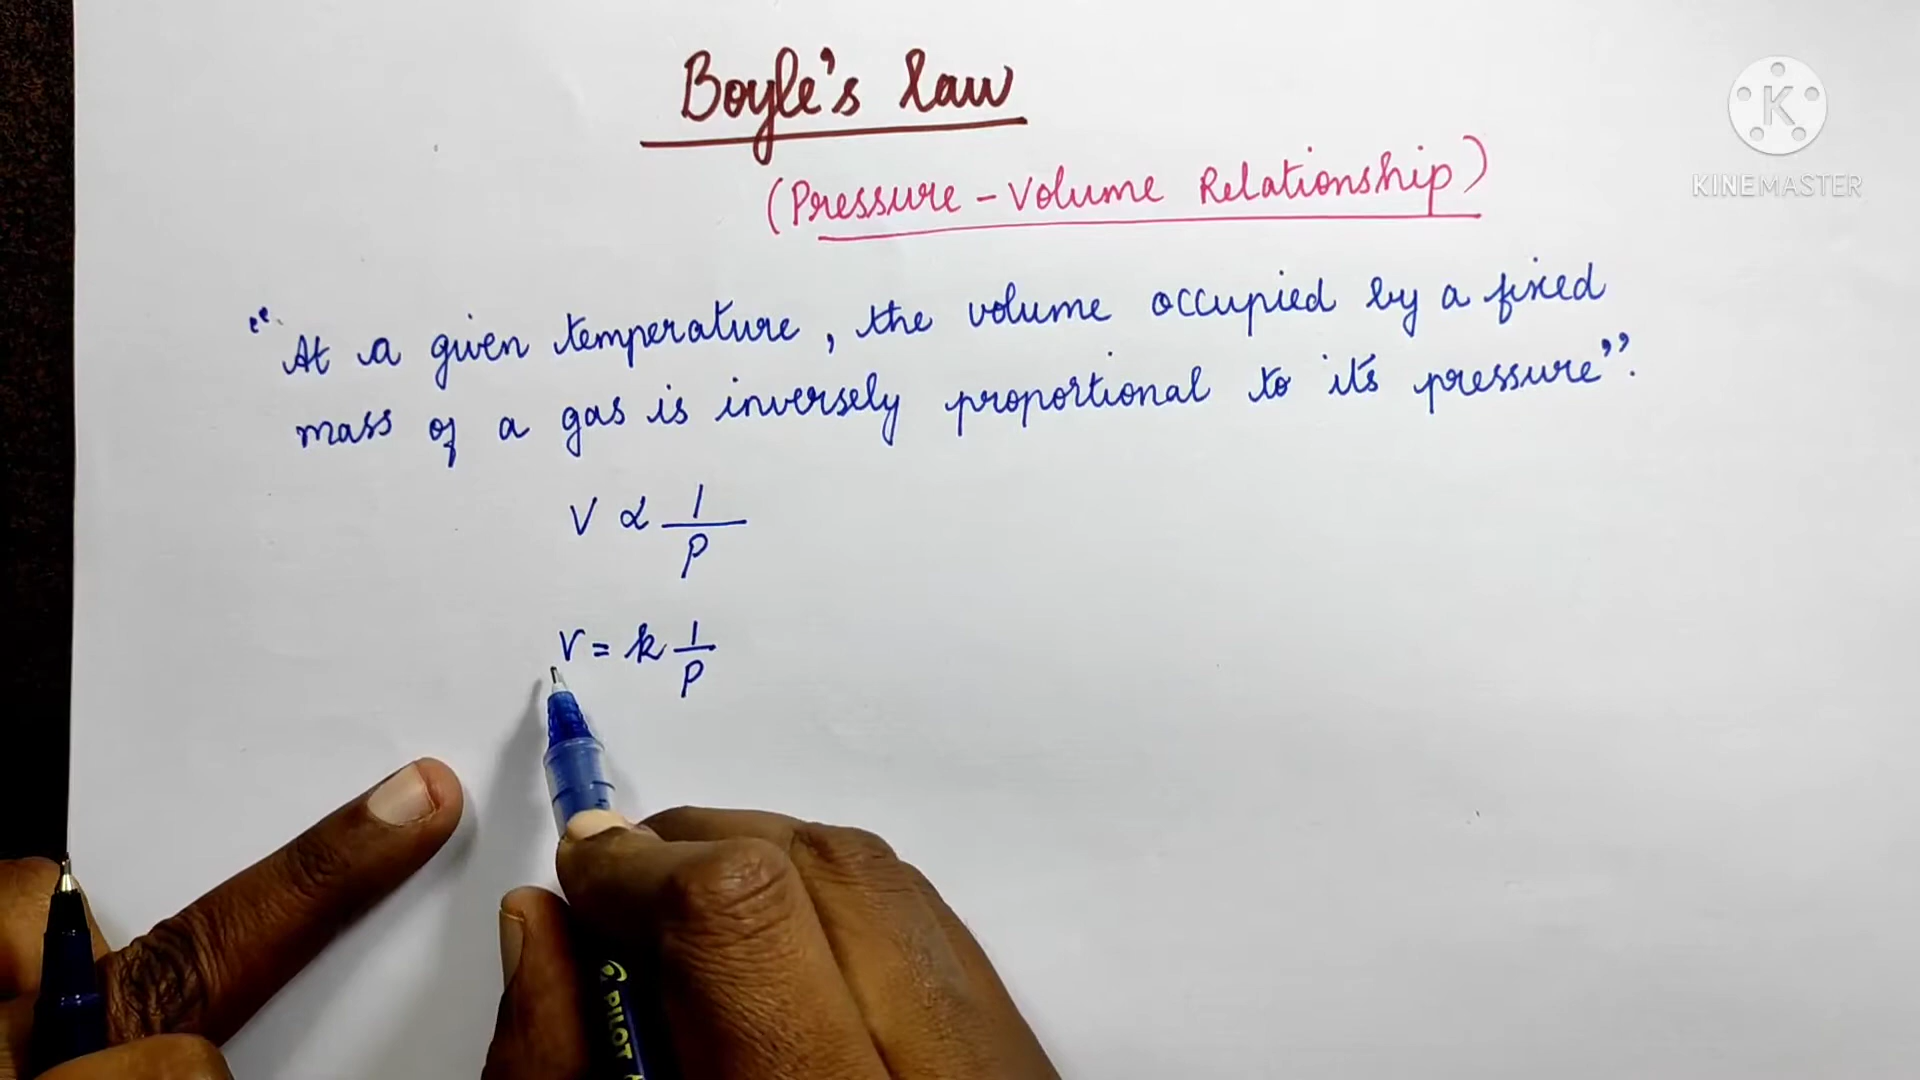 Boyle's law
(Pressure - Volume Relationship)
"At a given temperature, the volume occupied by a fixed
mass of a gas is inversely proportional to it's pressure".
V ∝ 1/P
V = k 1/P
K
KINEMASTER
PILOT